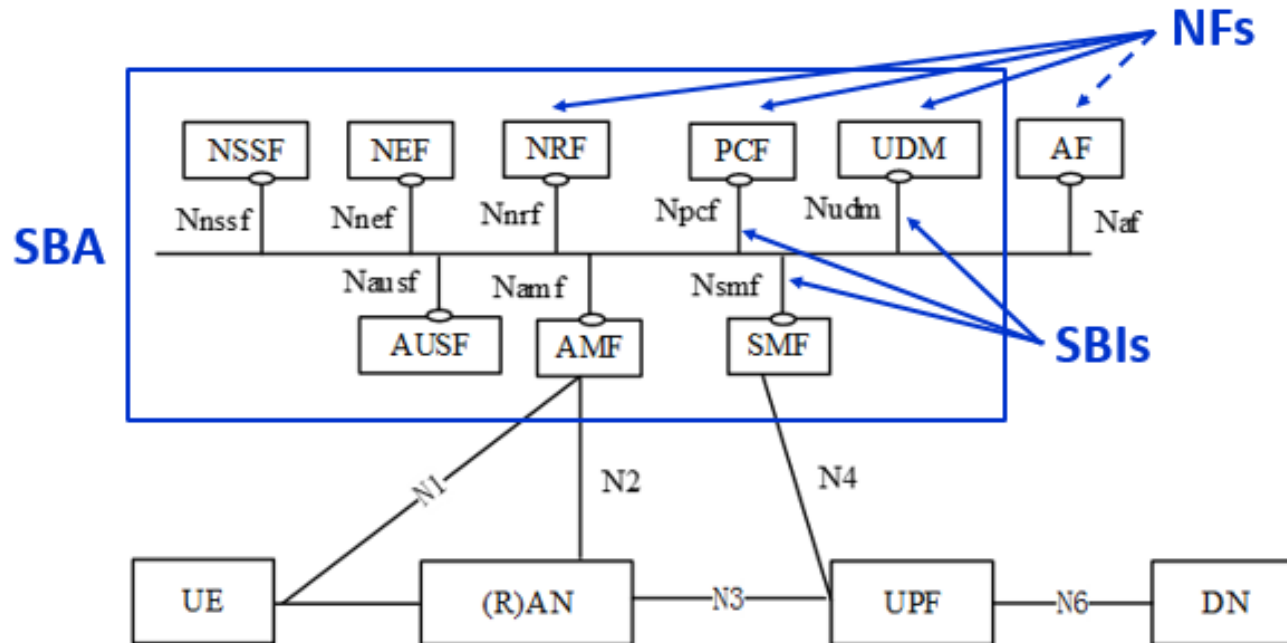 NFs
NSSF
NEF
NRF
PCF
UDM
AF
Nnssf
Nnef
Nnrf
Npcf
Nudm
Naf
SBA
Nausf
Namf
Nsmf
AUSF
AMF
SMF
SBIs
N1
N2
N4
UE
(R)AN
N3
UPF
N6
DN